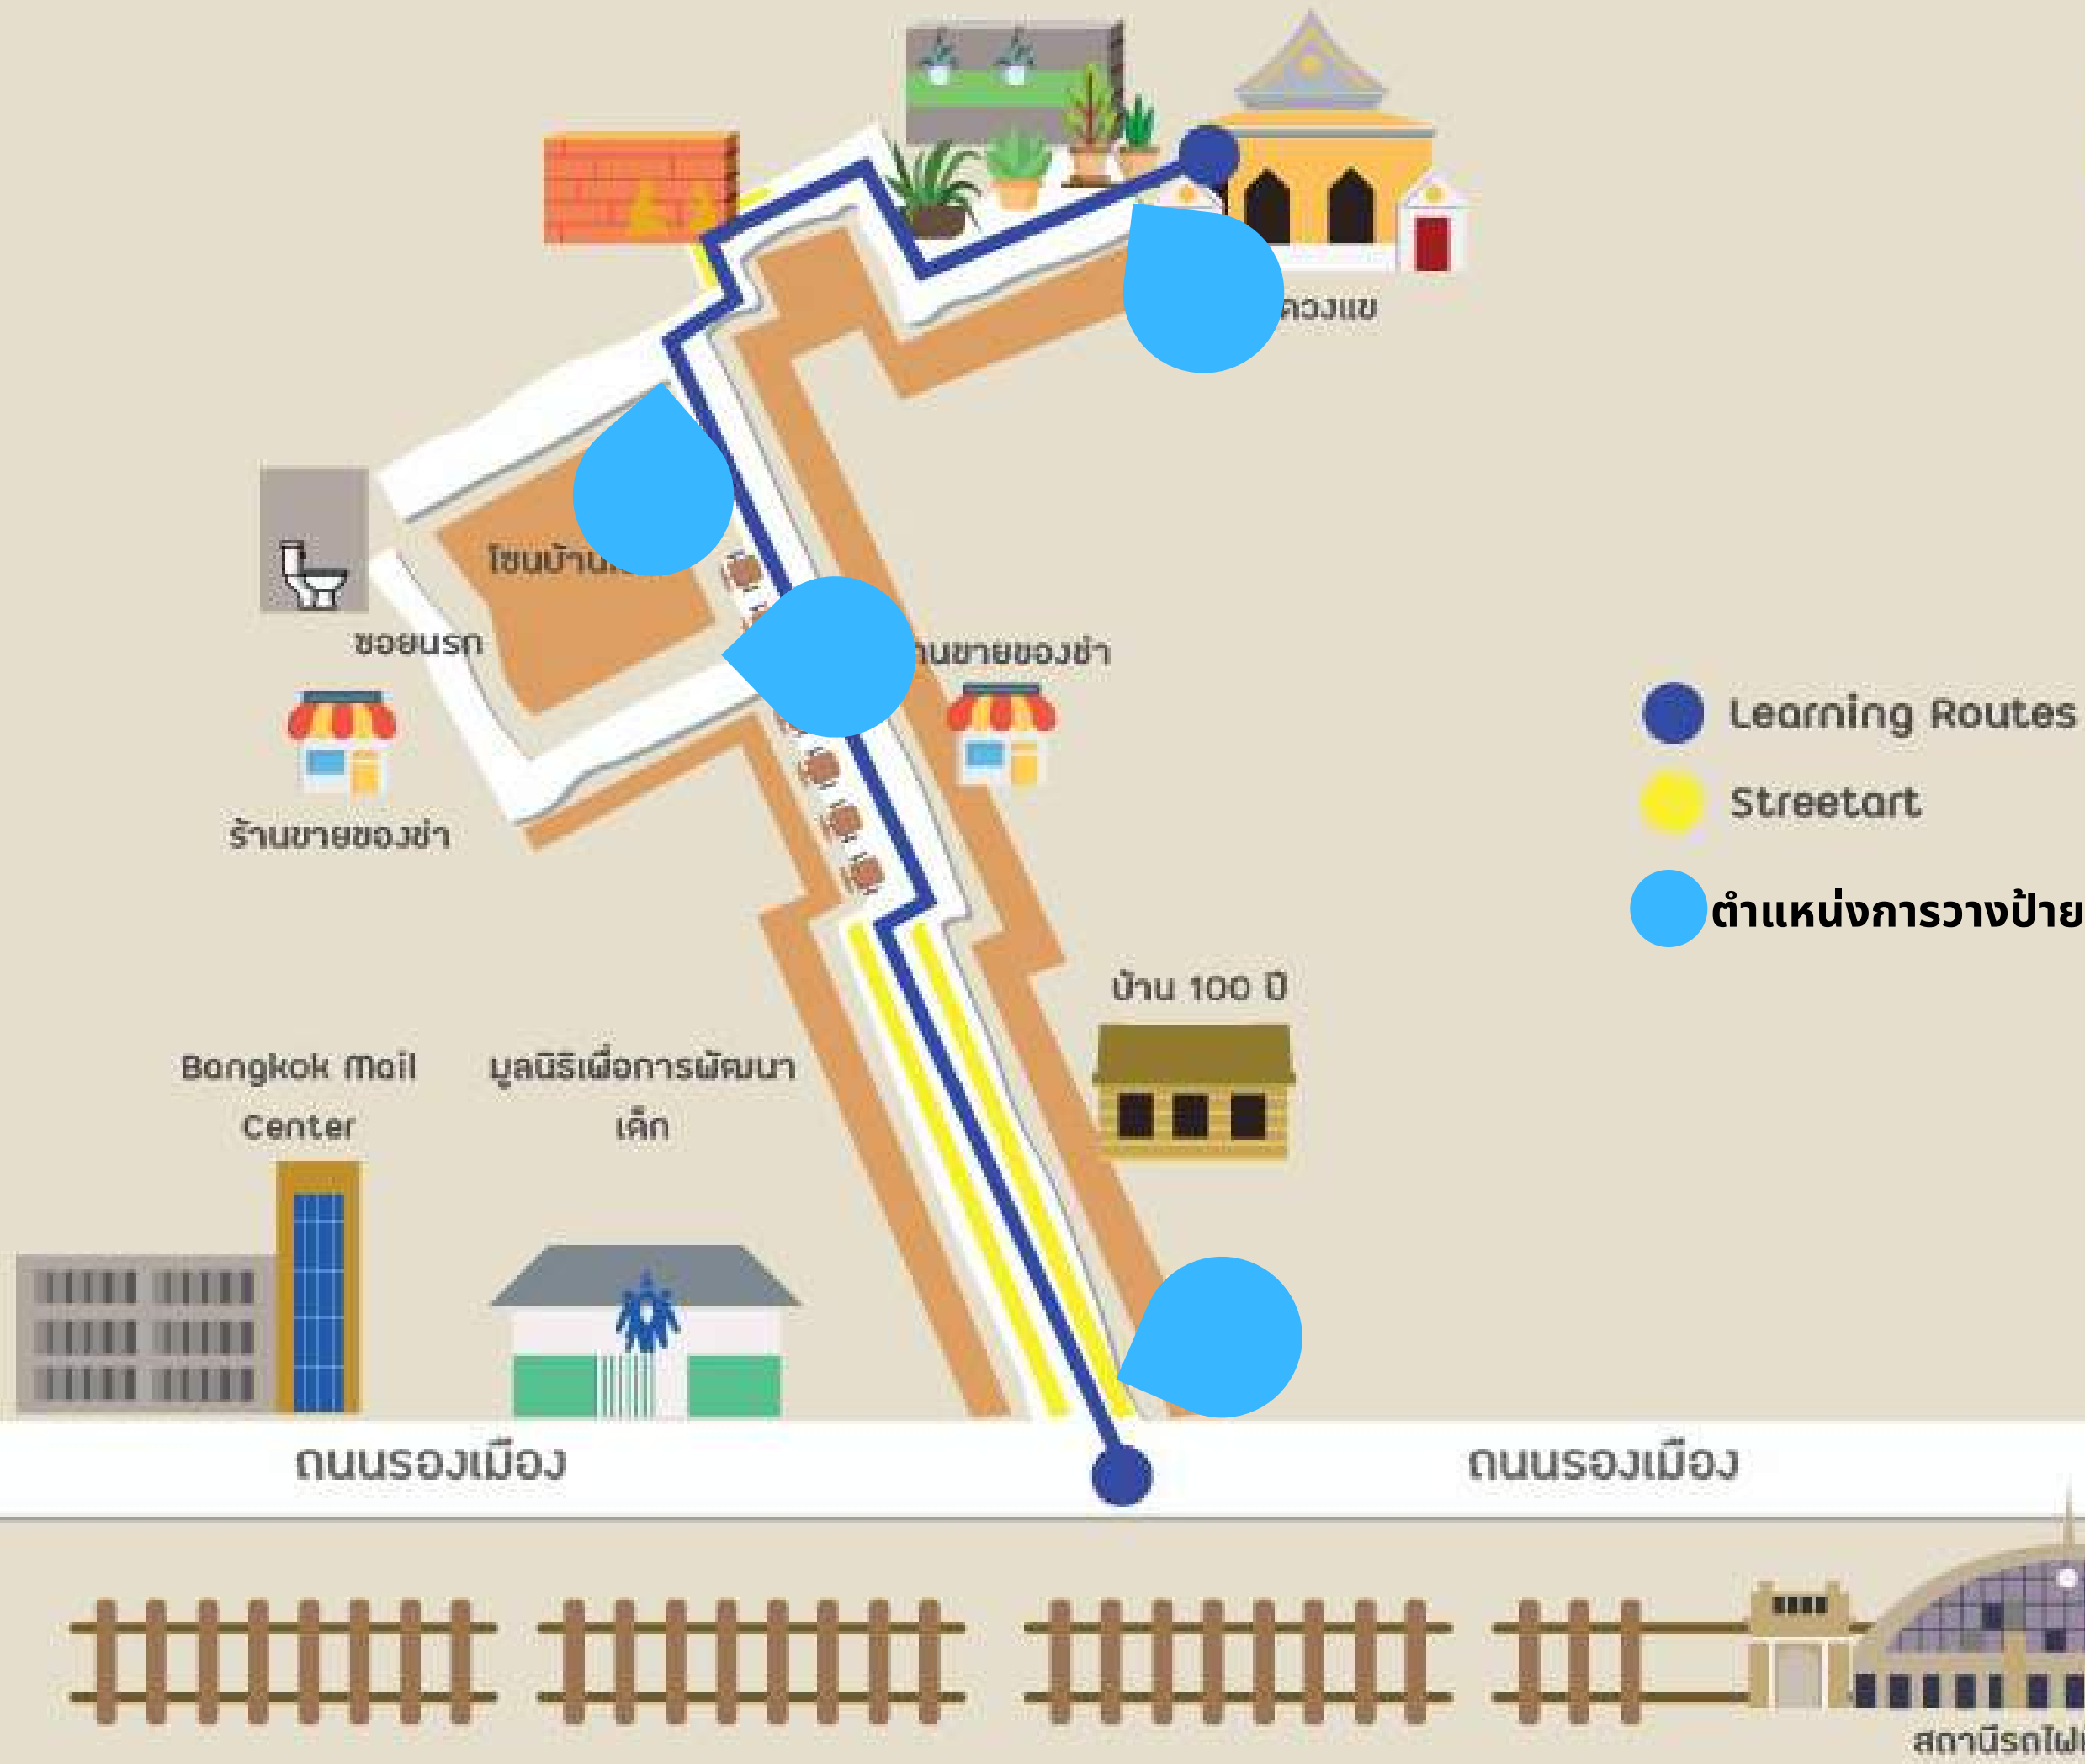 ดวงแข
โซนบ้าน
ซอยนรก
านขายของชำ
ร้านขายของชำ
Learning Routes
Streetart
ตำแหน่งการวางป้าย
บ้าน 100 ปี
Bangkok Mail
Center
มูลนิธิเพื่อการพัฒนา
เด็ก
ถนนรองเมือง
ถนนรองเมือง
สถานีรถไฟ